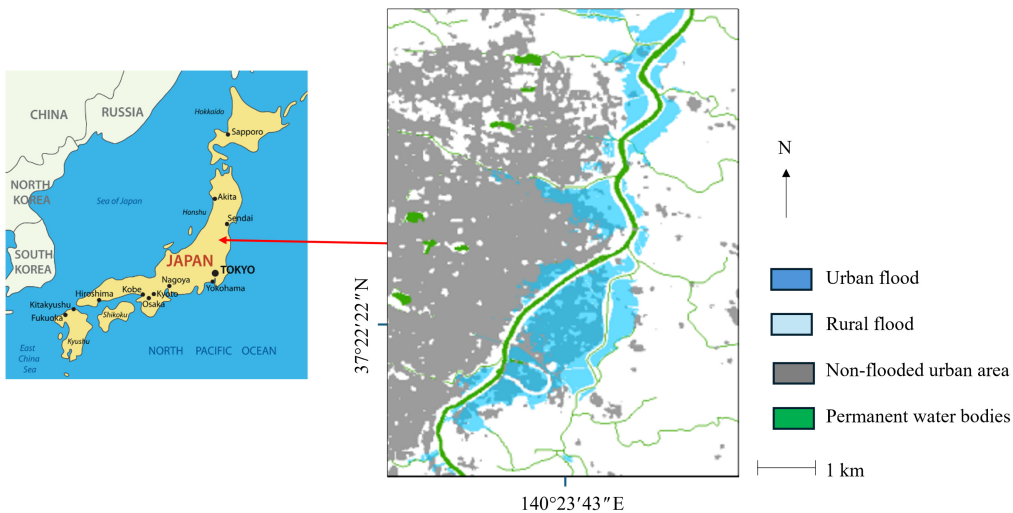 CHINA
RUSSIA
Hokkaido
Sapporo
NORTH
KOREA
Sea of Japan
Akita
Honshu
Sendai
SOUTH
KOREA
JAPAN
TOKYO
Nagoya
Yokohama
Kobe
Kyoto
Hiroshima
Osaka
Kitakyushu
Shikoku
Fukuoka
Kyushu
East
China
Sea
NORTH PACIFIC OCEAN
37°22′22″N
140°23′43″E
N
Urban flood
Rural flood
Non-flooded urban area
Permanent water bodies
1 km